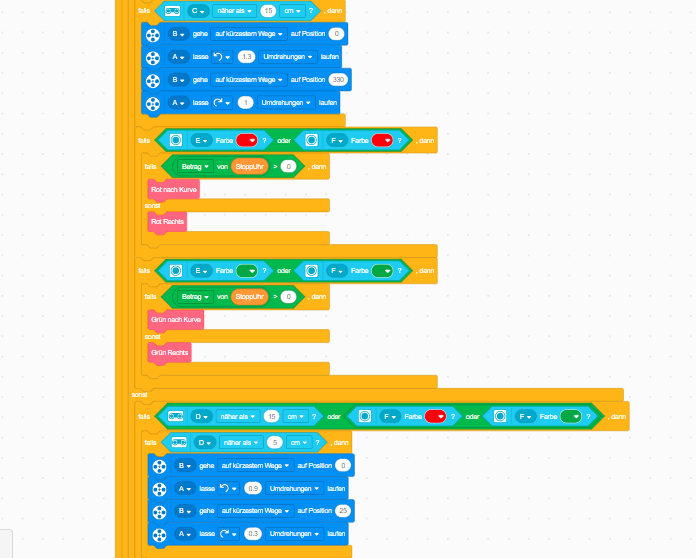 falls C näher als 15 cm ? , dann
B gehe auf kürzestem Wege auf Position 0
A lasse 1.3 Umdrehungen laufen
B gehe auf kürzestem Wege auf Position 330
A lasse 1 Umdrehungen laufen
falls E Farbe ? oder F Farbe ? , dann
falls Betrag von StoppUhr > 0 , dann
Rot nach Kurve
sonst
Rot Rechts
falls E Farbe ? oder F Farbe ? , dann
falls Betrag von StoppUhr > 0 , dann
Grün nach Kurve
sonst
Grün Rechts
sonst
falls D näher als 15 cm ? oder F Farbe ? oder F Farbe ? , dann
falls D näher als 5 cm ? , dann
B gehe auf kürzestem Wege auf Position 0
A lasse 0.9 Umdrehungen laufen
B gehe auf kürzestem Wege auf Position 25
A lasse 0.3 Umdrehungen laufen